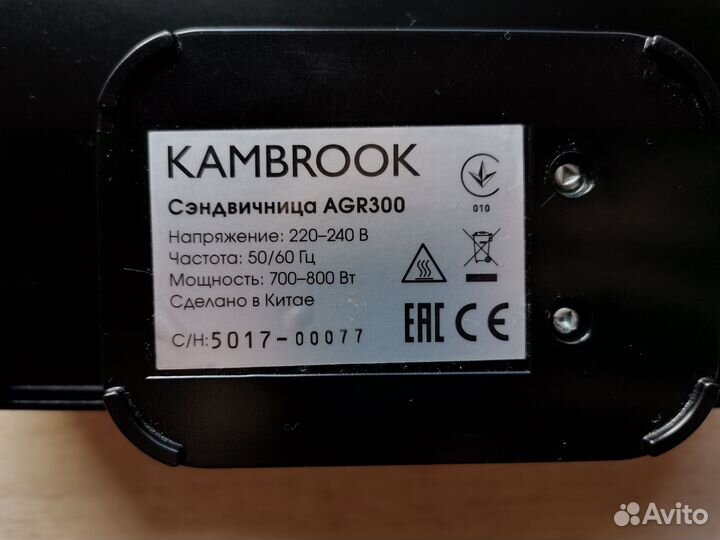 KAMBROOK
Сэндвичница AGR300
Напряжение: 220–240 В
Частота: 50/60 Гц
Мощность: 700–800 Вт
Сделано в Китае
С/Н: 5017-00077
010
EAC CE
Avito